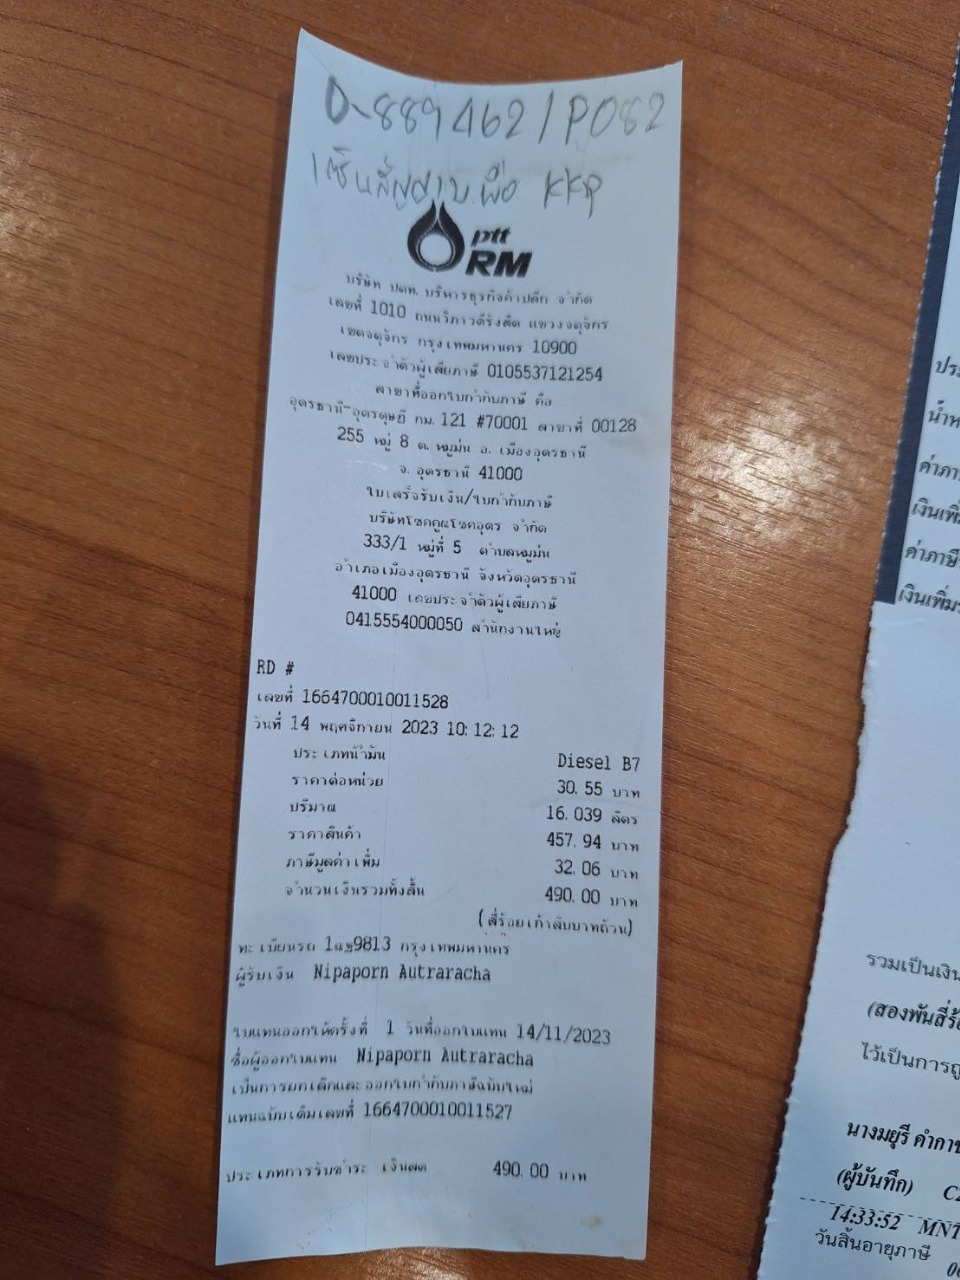 D-889462/P082
เซ็นสัญญาบ.พี่อ KKP
ptt
RM
บริษัท ปตท. บริหารธุรกิจค้าปลีก จำกัด
เลขที่ 1010 ถนนวิภาวดีรังสิต แขวงจตุจักร
เขตจตุจักร กรุงเทพมหานคร 10900
เลขประจำตัวผู้เสียภาษี 0105537121254
สาขาที่ออกใบกำกับภาษี คือ
อุดรธานี-อุดรดุษฎี กม. 121 #70001 สาขาที่ 00128
255 หมู่ 8 ต. หมูม่น อ. เมืองอุดรธานี
จ. อุดรธานี 41000
ใบเสร็จรับเงิน/ใบกำกับภาษี
บริษัทโชคคูณโชคอุดร จำกัด
333/1 หมู่ที่ 5 ตำบลหมูม่น
อำเภอเมืองอุดรธานี จังหวัดอุดรธานี
41000 เลขประจำตัวผู้เสียภาษี
0415554000050 สำนักงานใหญ่
RD #
เลขที่ 1664700010011528
วันที่ 14 พฤศจิกายน 2023 10:12:12
ประเภทน้ำมัน Diesel B7
ราคาต่อหน่วย 30.55 บาท
ปริมาณ 16.039 ลิตร
ราคาสินค้า 457.94 บาท
ภาษีมูลค่าเพิ่ม 32.06 บาท
จำนวนเงินรวมทั้งสิ้น 490.00 บาท
(สี่ร้อยเก้าสิบบาทถ้วน)
ทะเบียนรถ 1ฒฐ9813 กรุงเทพมหานคร
ผู้รับเงิน Nipaporn Autraracha
ใบแทนออกให้ครั้งที่ 1 วันที่ออกใบแทน 14/11/2023
ชื่อผู้ออกใบแทน Nipaporn Autraracha
เป็นการยกเลิกและออกใบกำกับภาษีฉบับใหม่
แทนฉบับเดิมเลขที่ 1664700010011527
ประเภทการรับชำระ เงินสด 490.00 บาท
ค่าภาษี
เงินเพิ่ม
รวมเป็นเงิน
ไว้เป็นการ
นางมยุรี
(ผู้บันทึก)
14:33:52
วันสิ้นอายุภาษี